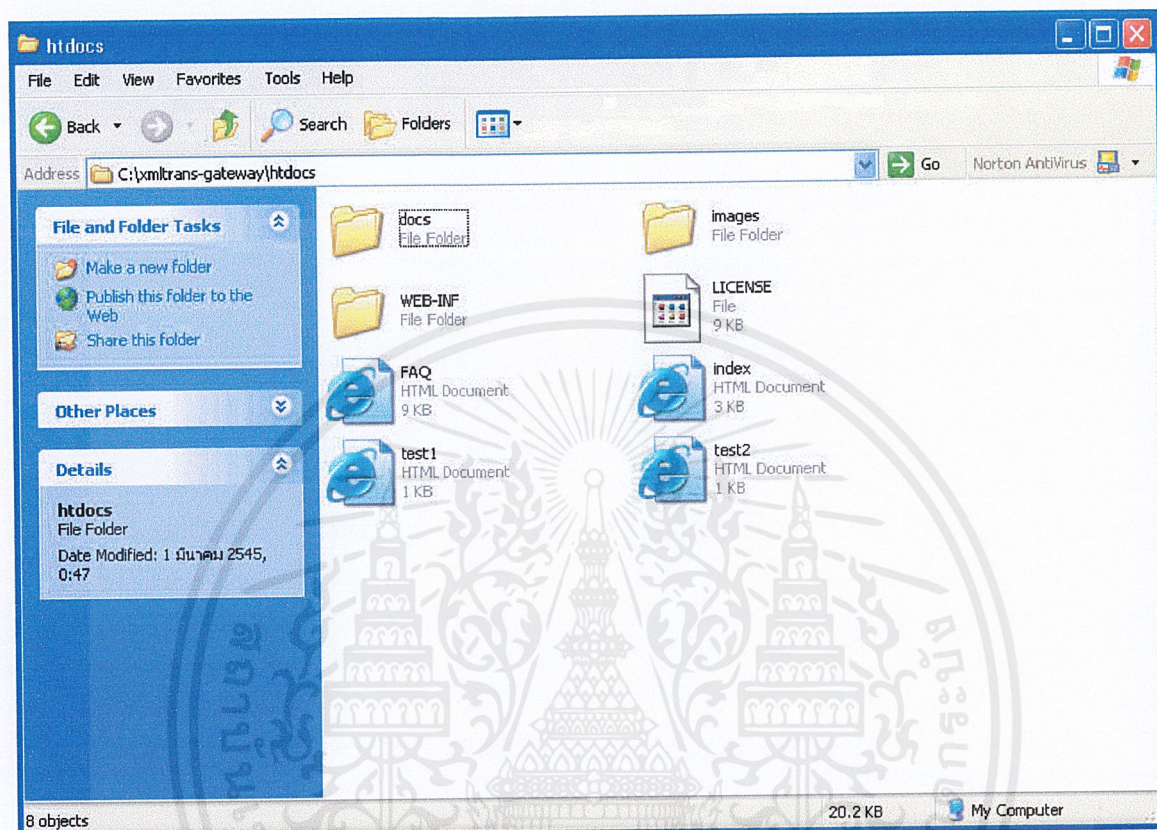 htdocs
File Edit View Favorites Tools Help
Back Search Folders
Address C:\xmltrans-gateway\htdocs Go Norton AntiVirus
File and Folder Tasks
Make a new folder
Publish this folder to the
Web
Share this folder
Other Places
Details
htdocs
File Folder
Date Modified: 1 มีนาคม 2545,
0:47
docs
File Folder
images
File Folder
WEB-INF
File Folder
LICENSE
File
9 KB
FAQ
HTML Document
9 KB
index
HTML Document
3 KB
test1
HTML Document
1 KB
test2
HTML Document
1 KB
8 objects 20.2 KB My Computer